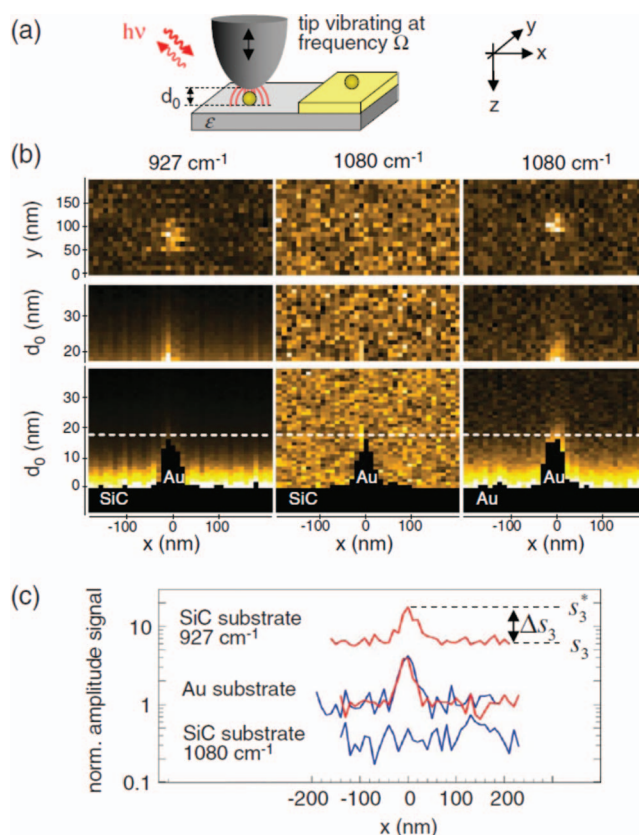 (a)
hν
tip vibrating at
frequency Ω
d₀
ε
y
x
z
(b)
927 cm⁻¹ 1080 cm⁻¹ 1080 cm⁻¹
y (nm)
150
100
50
0
d₀ (nm)
30
20
d₀ (nm)
30
20
10
0
Au Au Au
SiC SiC Au
-100 0 100 -100 0 100 -100 0 100
x (nm) x (nm) x (nm)
(c)
norm. amplitude signal
10
1
0.1
SiC substrate
927 cm⁻¹
s₃*
Δs₃
s₃
Au substrate
SiC substrate
1080 cm⁻¹
-200 -100 0 100 200
x (nm)